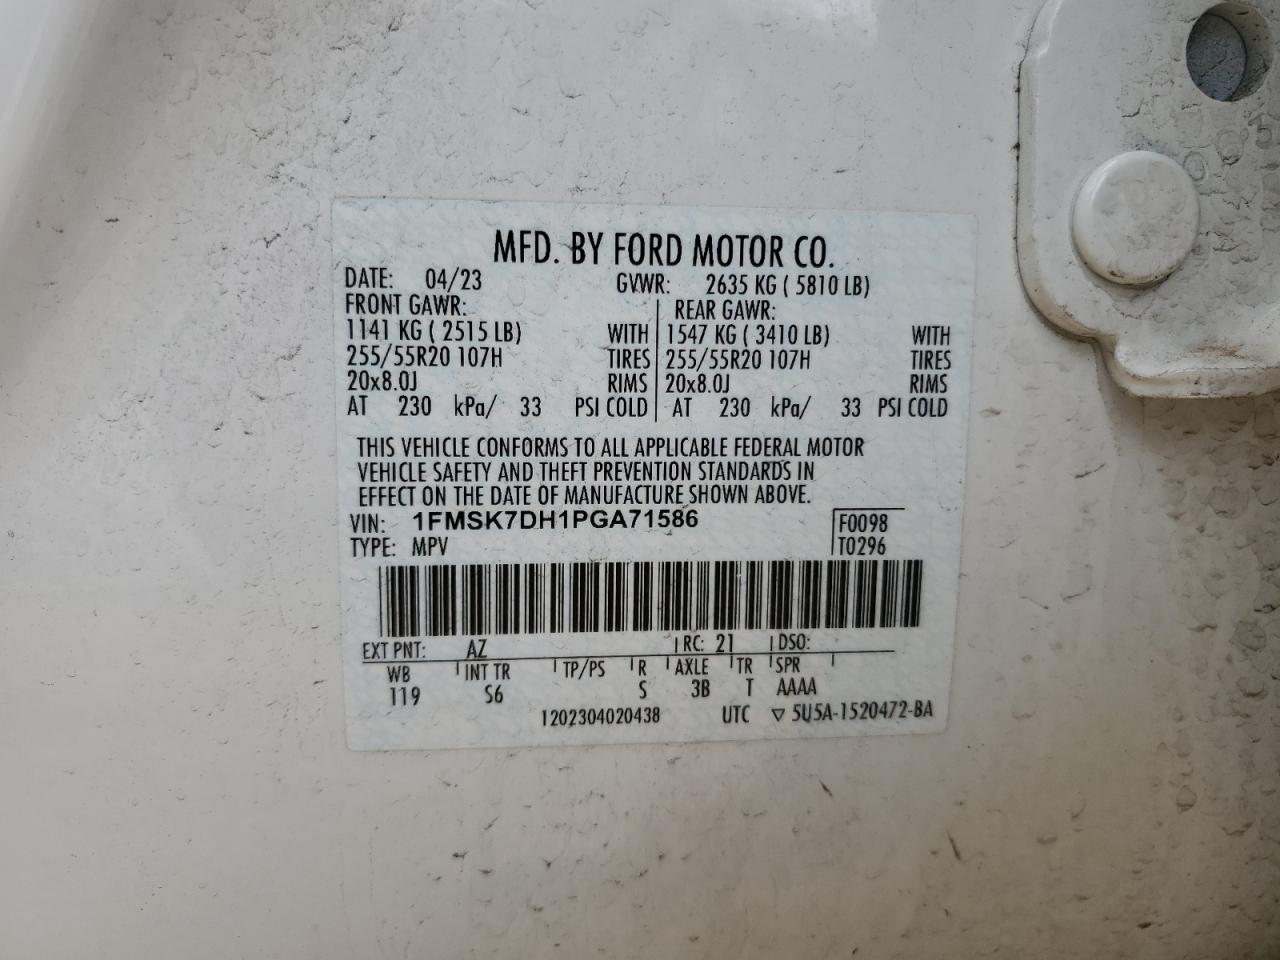 MFD. BY FORD MOTOR CO.
DATE: 04/23 GVWR: 2635 KG ( 5810 LB)
FRONT GAWR: REAR GAWR:
1141 KG ( 2515 LB) WITH 1547 KG ( 3410 LB) WITH
255/55R20 107H TIRES 255/55R20 107H TIRES
20x8.0J RIMS 20x8.0J RIMS
AT 230 kPa/ 33 PSI COLD AT 230 kPa/ 33 PSI COLD
THIS VEHICLE CONFORMS TO ALL APPLICABLE FEDERAL MOTOR
VEHICLE SAFETY AND THEFT PREVENTION STANDARDS IN
EFFECT ON THE DATE OF MANUFACTURE SHOWN ABOVE.
VIN: 1FMSK7DH1PGA71586 F0098
TYPE: MPV T0296
EXT PNT: AZ RC: 21 DSO:
WB INT TR TP/PS R AXLE TR SPR
119 S6 S 3B T AAAA
1202304020438 UTC ▽ 5U5A-1520472-BA